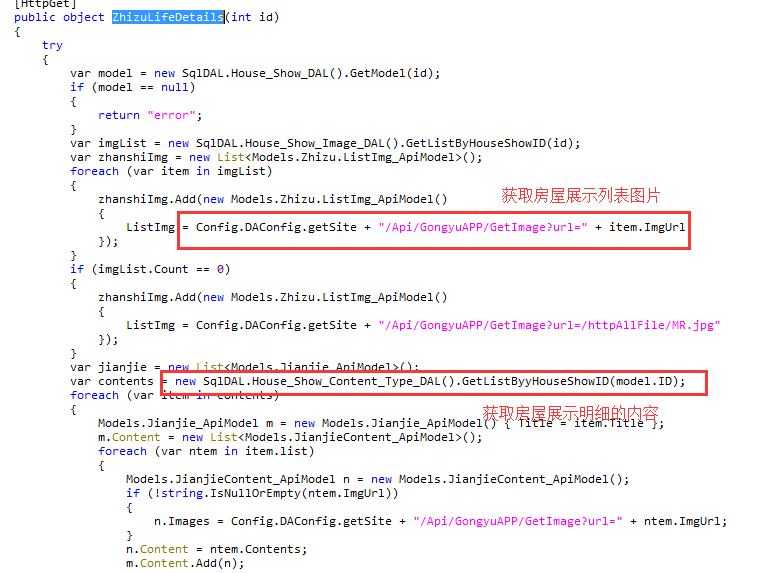 [HttpGet]
public object ZhizuLifeDetails(int id)
{
try
{
var model = new SqlDAL.House_Show_DAL().GetModel(id);
if (model == null)
{
return "error";
}
var imgList = new SqlDAL.House_Show_Image_DAL().GetListByHouseShowID(id);
var zhanshiImg = new List<Models.Zhizu.ListImg_ApiModel>();
foreach (var item in imgList)
{
zhanshiImg.Add(new Models.Zhizu.ListImg_ApiModel()
获取房屋展示列表图片
{
ListImg = Config.DAConfig.getSite + "/Api/GongyuAPP/GetImage?url=" + item.ImgUrl
});
}
if (imgList.Count == 0)
{
zhanshiImg.Add(new Models.Zhizu.ListImg_ApiModel()
{
ListImg = Config.DAConfig.getSite + "/Api/GongyuAPP/GetImage?url=/httpAllFile/MR.jpg"
});
}
var jianjie = new List<Models.Jianjie_ApiModel>();
var contents = new SqlDAL.House_Show_Content_Type_DAL().GetListByyHouseShowID(model.ID);
foreach (var item in contents)
获取房屋展示明细的内容
{
Models.Jianjie_ApiModel m = new Models.Jianjie_ApiModel() { Title = item.Title };
m.Content = new List<Models.JianjieContent_ApiModel>();
foreach (var ntem in item.list)
{
Models.JianjieContent_ApiModel n = new Models.JianjieContent_ApiModel();
if (!string.IsNullOrEmpty(ntem.ImgUrl))
{
n.Images = Config.DAConfig.getSite + "/Api/GongyuAPP/GetImage?url=" + ntem.ImgUrl;
}
n.Content = ntem.Contents;
m.Content.Add(n);